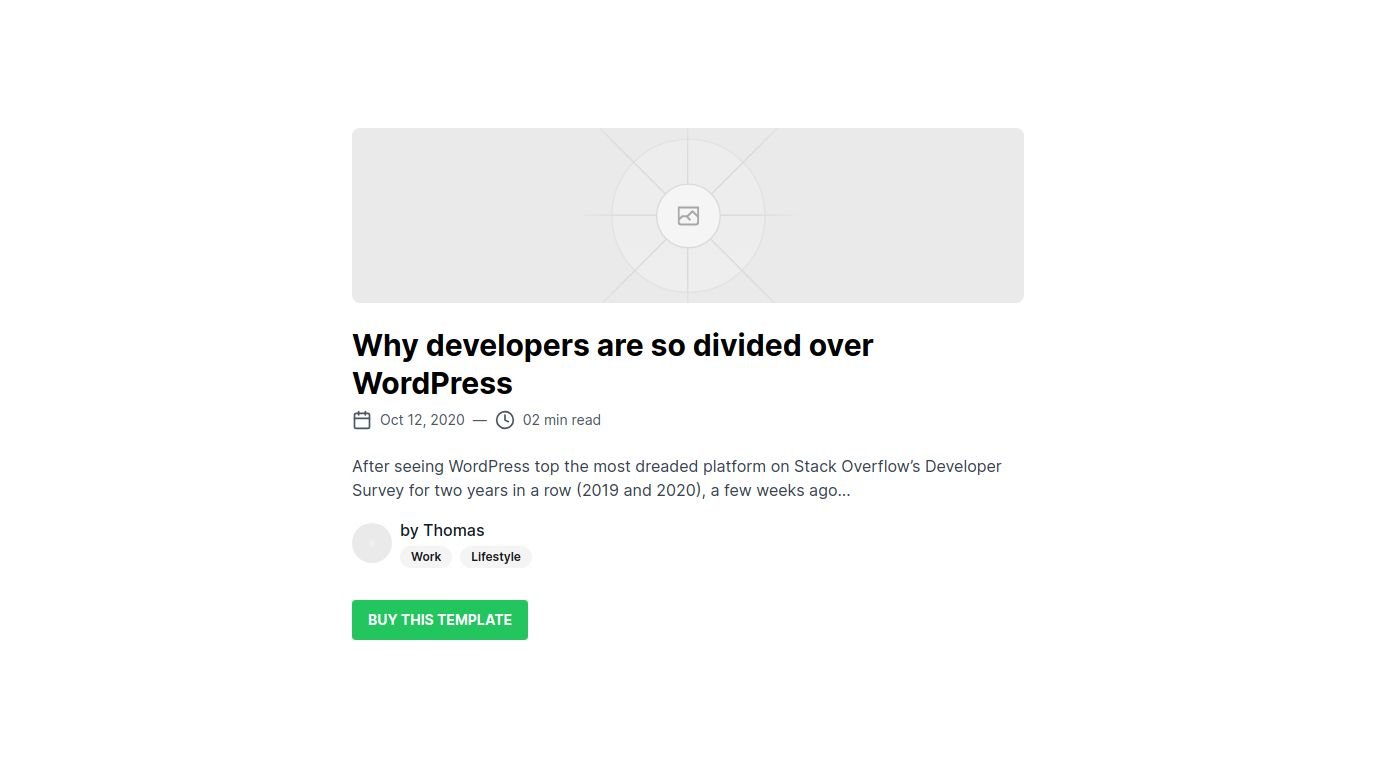 Why developers are so divided over
WordPress
Oct 12, 2020 — 02 min read
After seeing WordPress top the most dreaded platform on Stack Overflow’s Developer
Survey for two years in a row (2019 and 2020), a few weeks ago...
by Thomas
Work Lifestyle
BUY THIS TEMPLATE